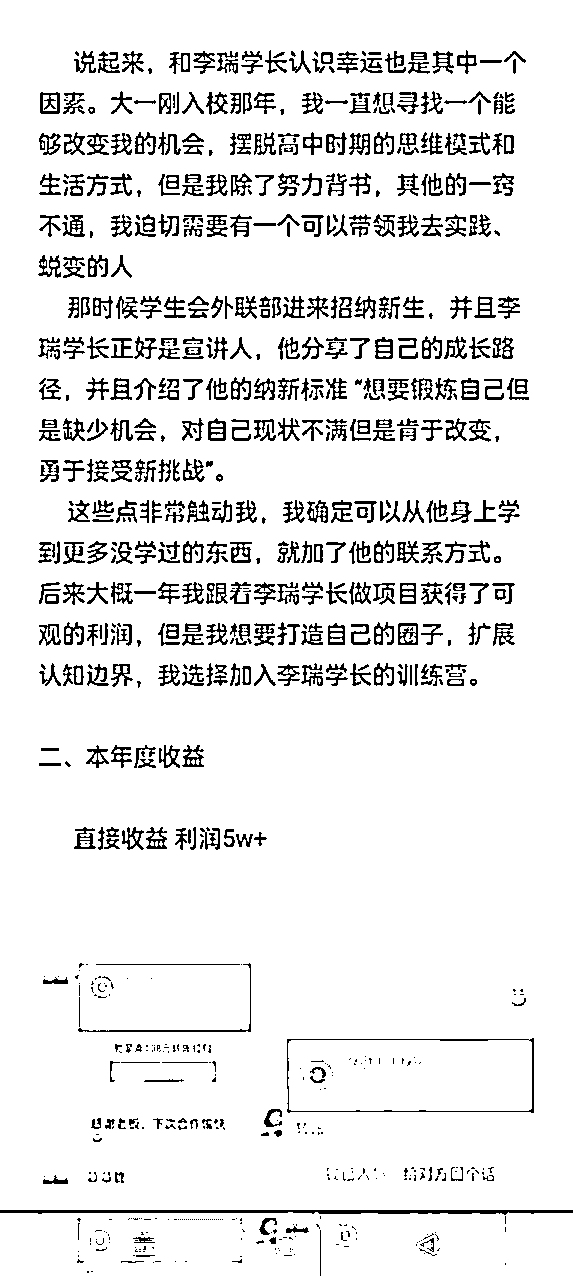 说起来，和李瑞学长认识幸运也是其中一个
因素。大一刚入校那年，我一直想寻找一个能
够改变我的机会，摆脱高中时期的思维模式和
生活方式，但是我除了努力背书，其他的一窍
不通，我迫切需要有一个可以带领我去实践、
蜕变的人
那时候学生会外联部进来招纳新生，并且李
瑞学长正好是宣讲人，他分享了自己的成长路
径，并且介绍了他的纳新标准 “想要锻炼自己但
是缺少机会，对自己现状不满但是肯于改变，
勇于接受新挑战”。
这些点非常触动我，我确定可以从他身上学
到更多没学过的东西，就加了他的联系方式。
后来大概一年我跟着李瑞学长做项目获得了可
观的利润，但是我想要打造自己的圈子，扩展
认知边界，我选择加入李瑞学长的训练营。
二、本年度收益
直接收益 利润5w+
感谢老板，下次合作愉快
给对方回个话